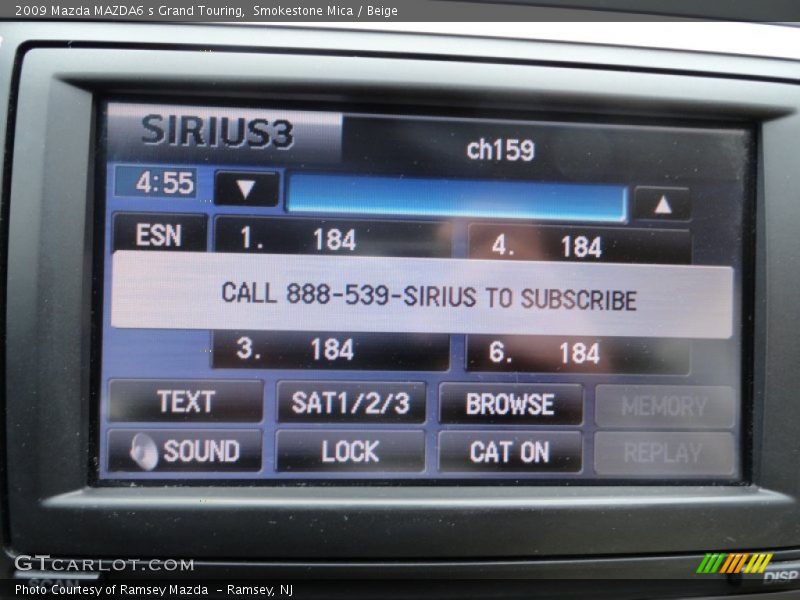 2009 Mazda MAZDA6 s Grand Touring,  Smokestone Mica / Beige
SIRIUS3
ch159
4:55
▼
▲
ESN
1. 184
4. 184
CALL 888-539-SIRIUS TO SUBSCRIBE
3. 184
6. 184
TEXT
SAT1/2/3
BROWSE
MEMORY
SOUND
LOCK
CAT ON
REPLAY
GTCARLOT.COM
SCAN
DISP
Photo Courtesy of Ramsey Mazda  - Ramsey, NJ